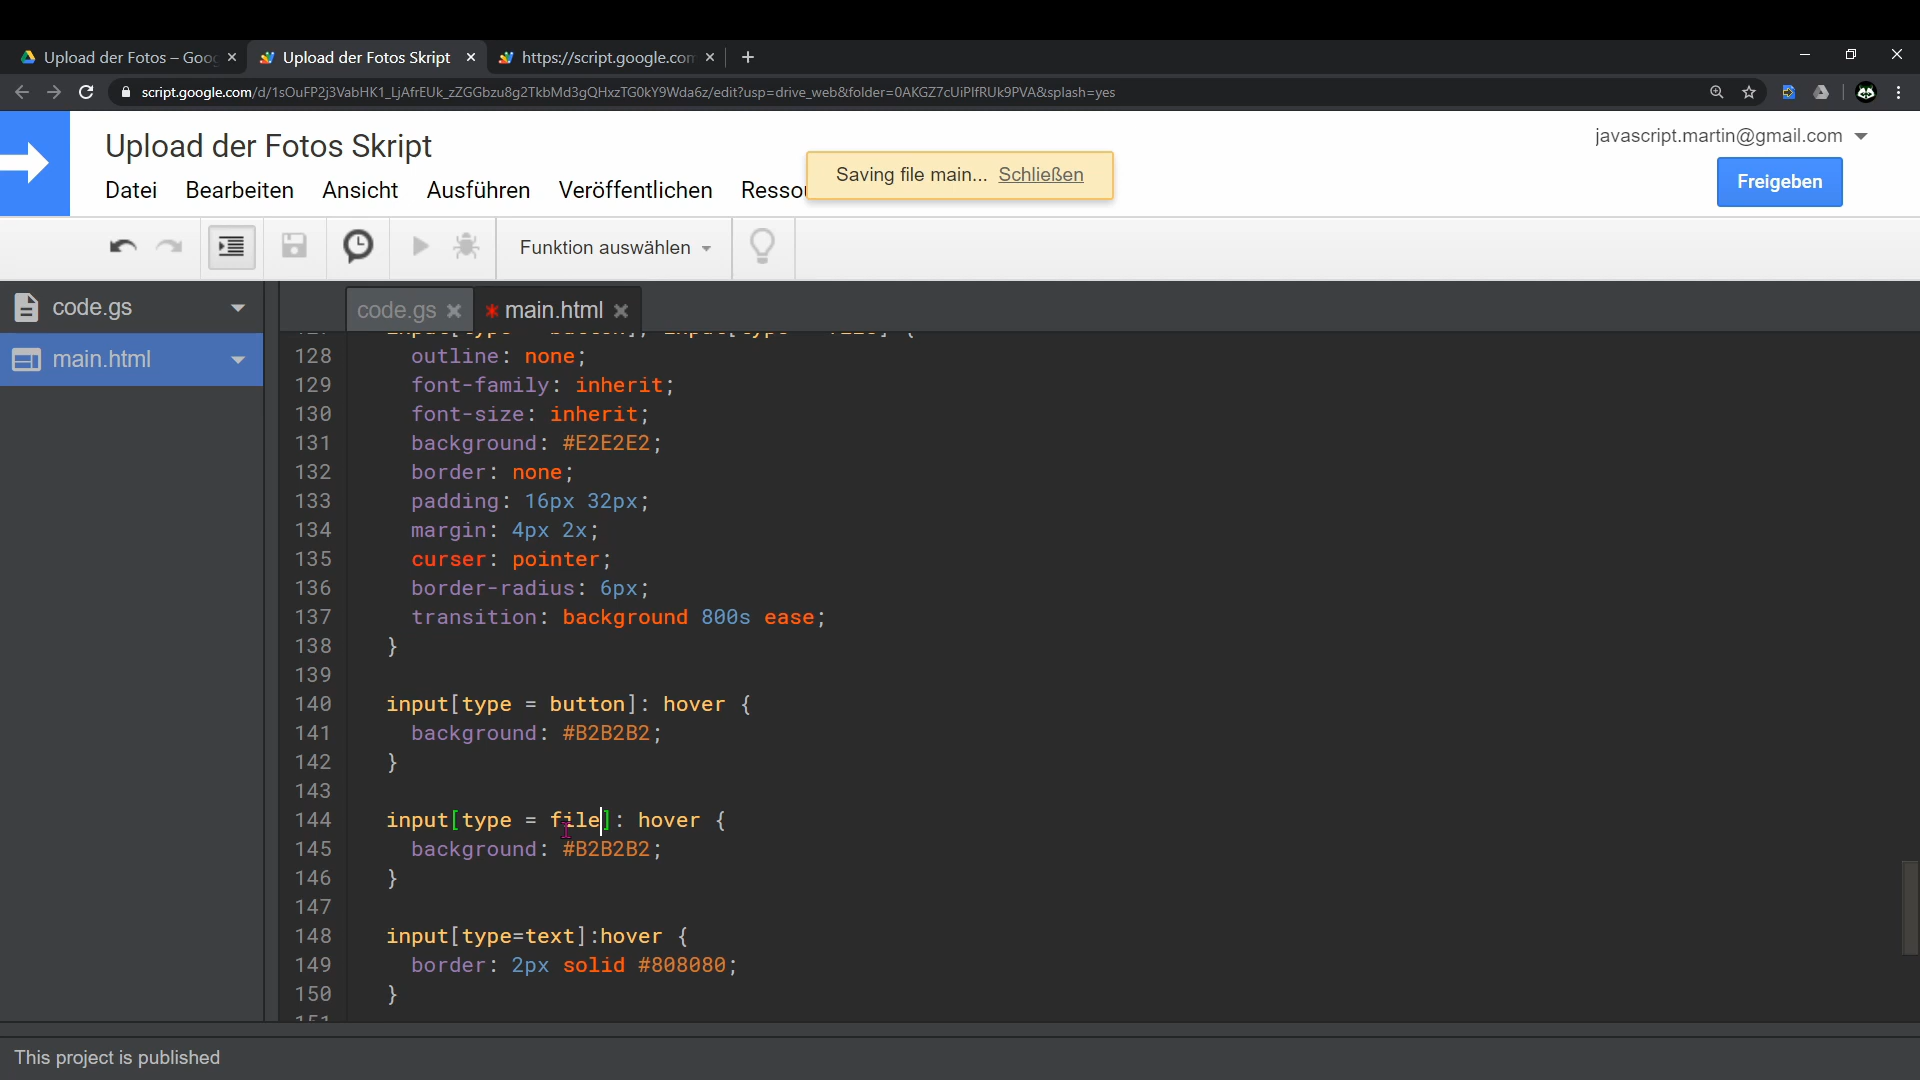 Upload der Fotos – Goog
Upload der Fotos Skript
https://script.google.com
script.google.com/d/1sOuFP2j3VabHK1_LjAfrEUk_zZGGbzu8g2TkbMd3gQHxzTG0kY9Wda6z/edit?usp=drive_web&folder=0AKGZ7cUiPIfRUk9PVA&splash=yes
Upload der Fotos Skript
javascript.martin@gmail.com
Saving file main... Schließen
Freigeben
Datei Bearbeiten Ansicht Ausführen Veröffentlichen Ressou
Funktion auswählen
code.gs
main.html
code.gs
* main.html
128 outline: none;
129 font-family: inherit;
130 font-size: inherit;
131 background: #E2E2E2;
132 border: none;
133 padding: 16px 32px;
134 margin: 4px 2x;
135 curser: pointer;
136 border-radius: 6px;
137 transition: background 800s ease;
138 }
139
140 input[type = button]: hover {
141 background: #B2B2B2;
142 }
143
144 input[type = file]: hover {
145 background: #B2B2B2;
146 }
147
148 input[type=text]:hover {
149 border: 2px solid #808080;
150 }
This project is published